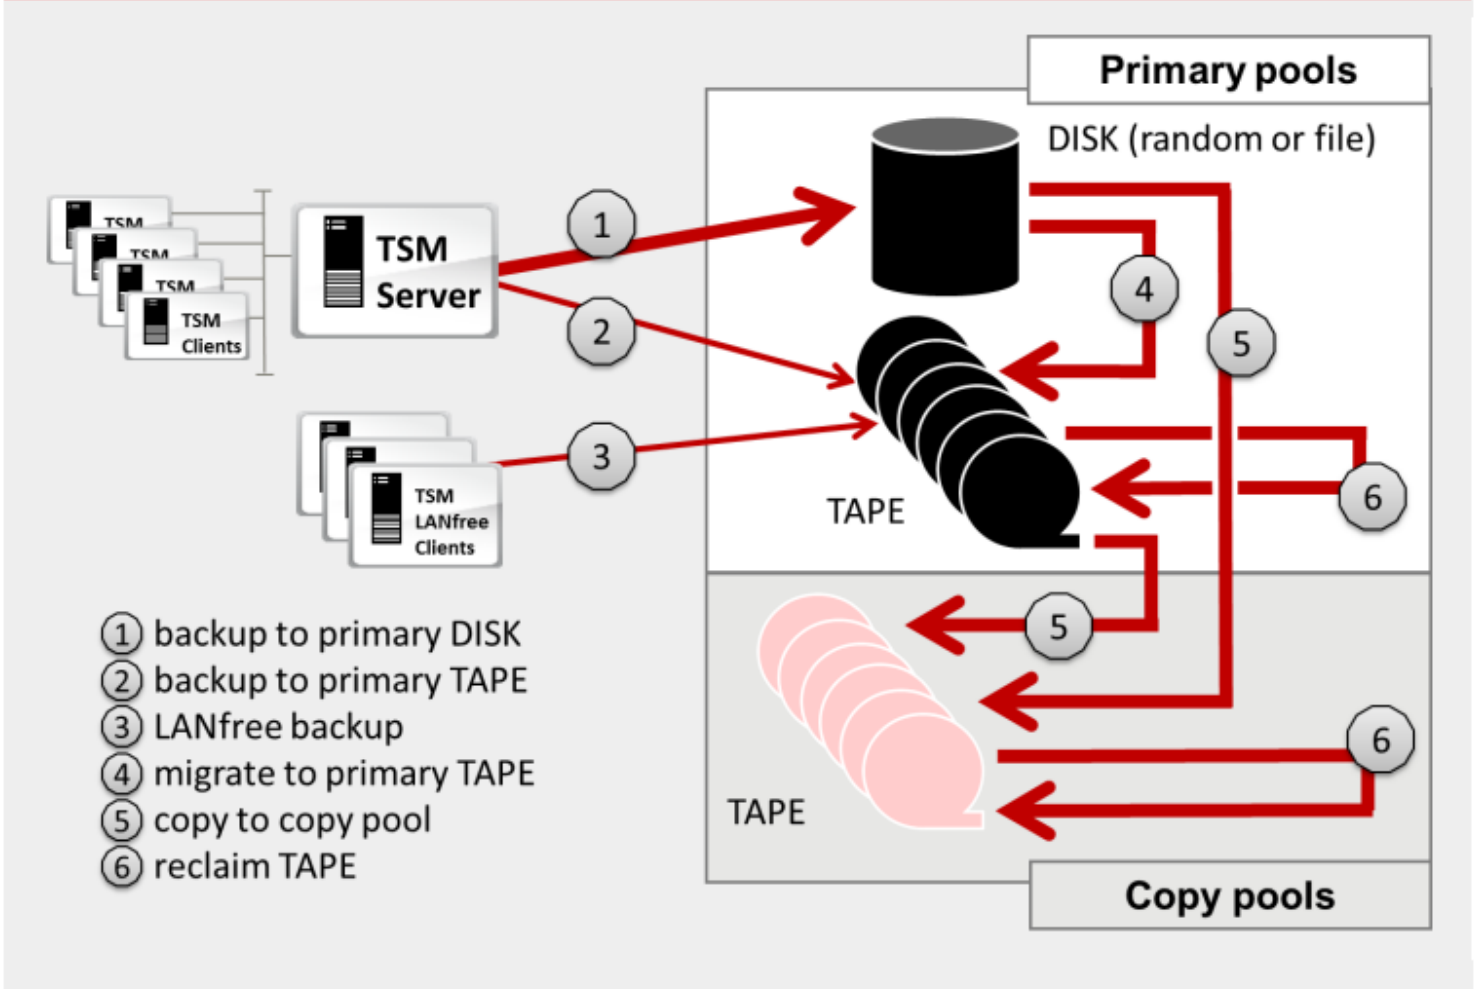 Primary pools
DISK (random or file)
TSM
TSM
TSM
TSM
Clients
TSM
Server
1
2
3
4
5
6
TSM
LANfree
Clients
TAPE
5
6
TAPE
1 backup to primary DISK
2 backup to primary TAPE
3 LANfree backup
4 migrate to primary TAPE
5 copy to copy pool
6 reclaim TAPE
Copy pools